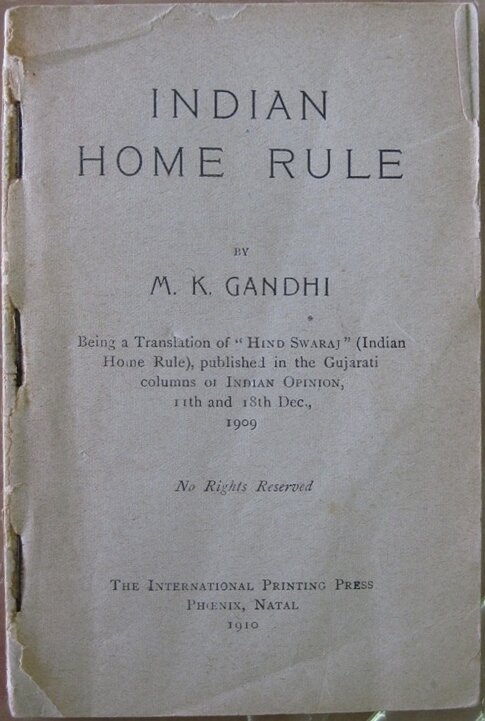 INDIAN
HOME RULE
BY
M. K. GANDHI
Being a Translation of "HIND SWARAJ" (Indian
Home Rule), published in the Gujarati
columns of INDIAN OPINION,
11th and 18th Dec.,
1909
No Rights Reserved
THE INTERNATIONAL PRINTING PRESS
PHŒNIX, NATAL
1910